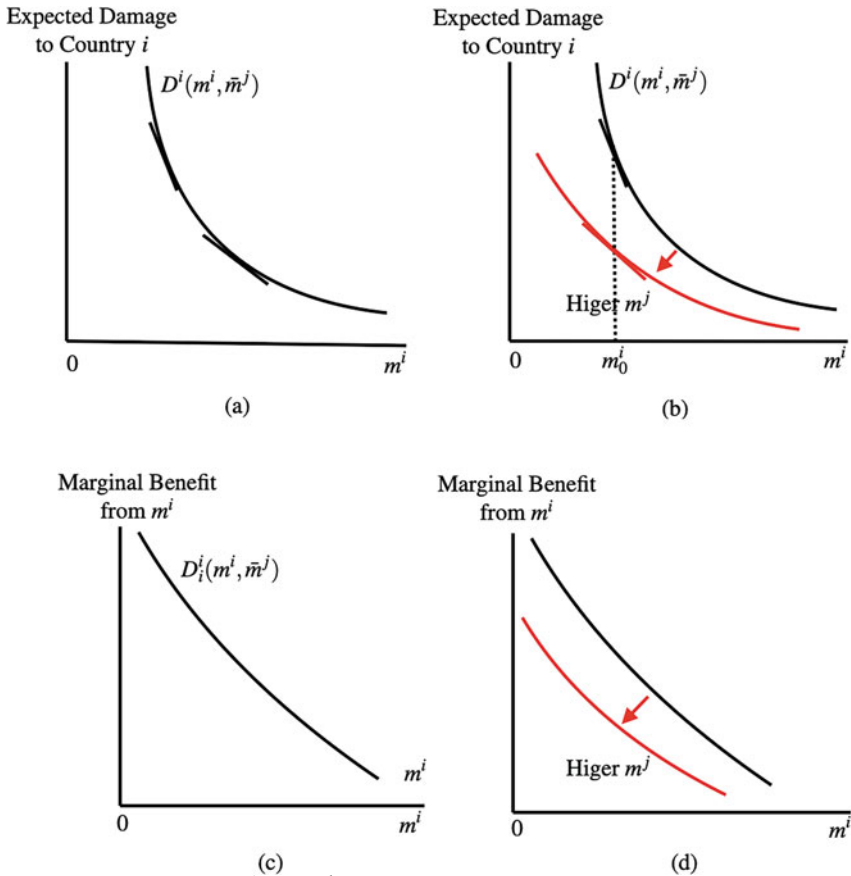 Expected Damage
to Country i
D^i(m^i, m̄^j)
0
m^i
(a)
Expected Damage
to Country i
D^i(m^i, m̄^j)
Higer m^j
0
m^i_0
m^i
(b)
Marginal Benefit
from m^i
D^i_i(m^i, m̄^j)
m^i
0
m^i
(c)
Marginal Benefit
from m^i
Higer m^j
0
m^i
(d)